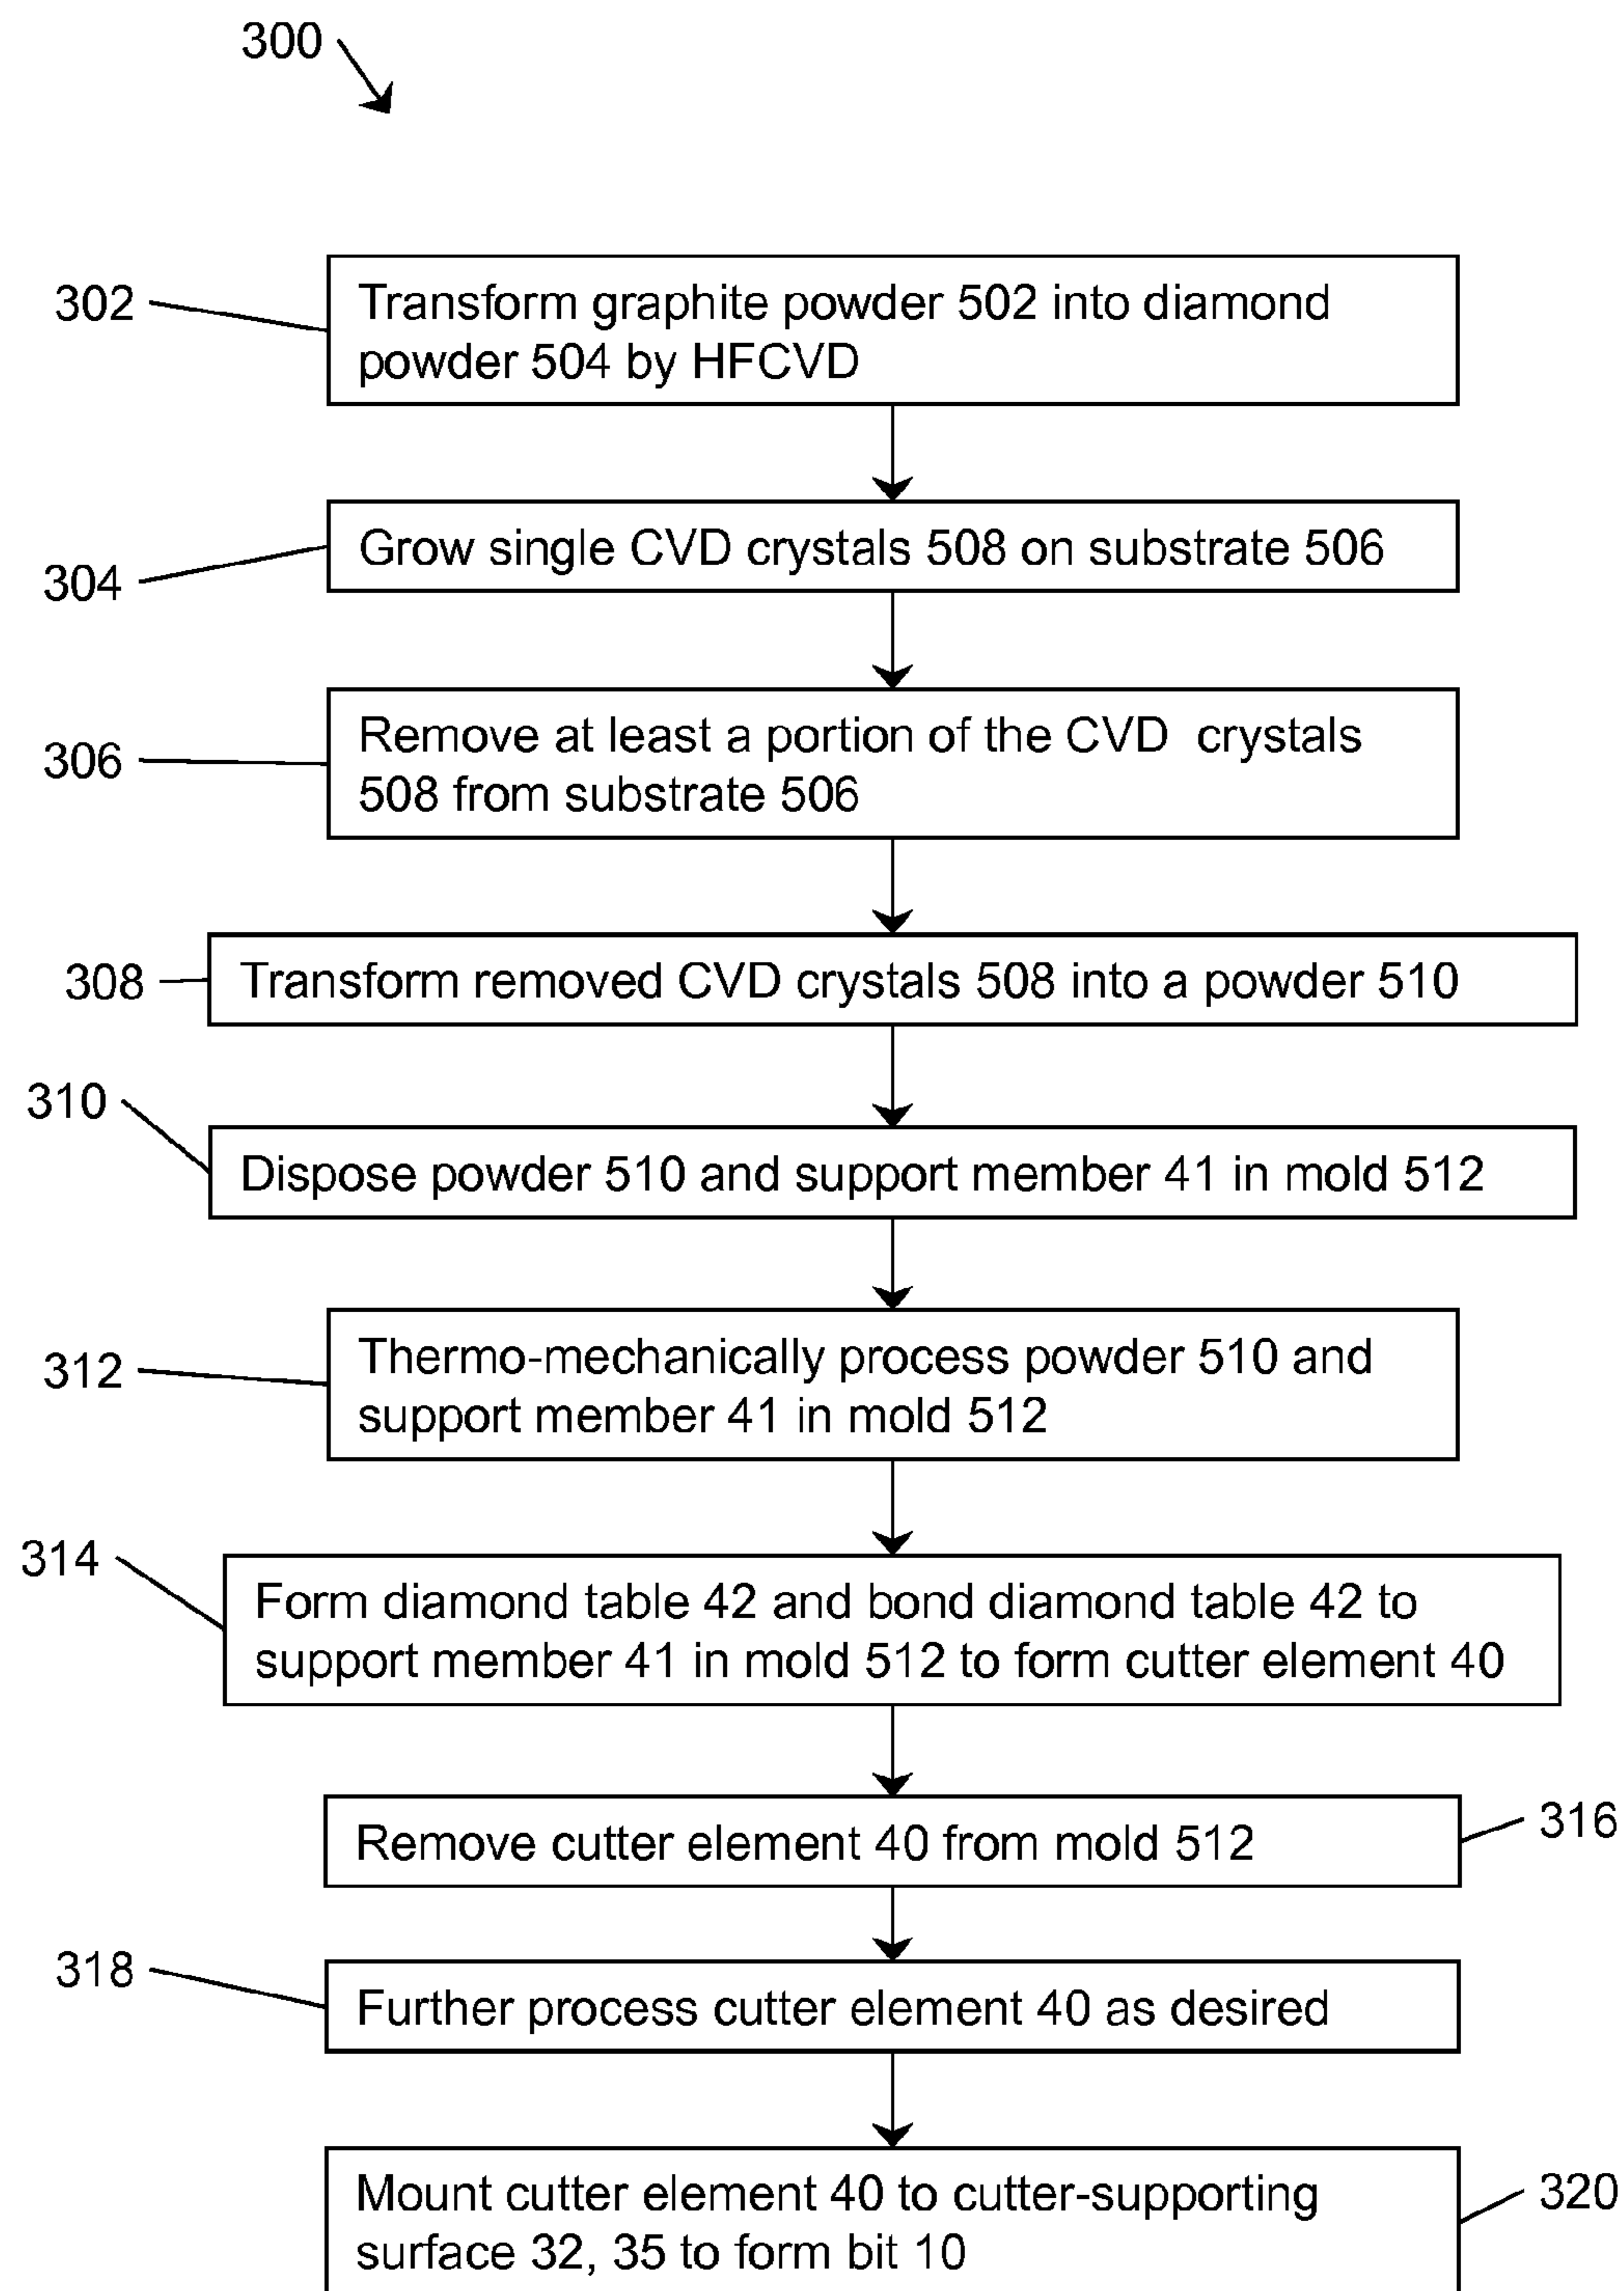 300
302
Transform graphite powder 502 into diamond
powder 504 by HFCVD
304
Grow single CVD crystals 508 on substrate 506
306
Remove at least a portion of the CVD crystals
508 from substrate 506
308
Transform removed CVD crystals 508 into a powder 510
310
Dispose powder 510 and support member 41 in mold 512
312
Thermo-mechanically process powder 510 and
support member 41 in mold 512
314
Form diamond table 42 and bond diamond table 42 to
support member 41 in mold 512 to form cutter element 40
Remove cutter element 40 from mold 512
316
318
Further process cutter element 40 as desired
Mount cutter element 40 to cutter-supporting
surface 32, 35 to form bit 10
320